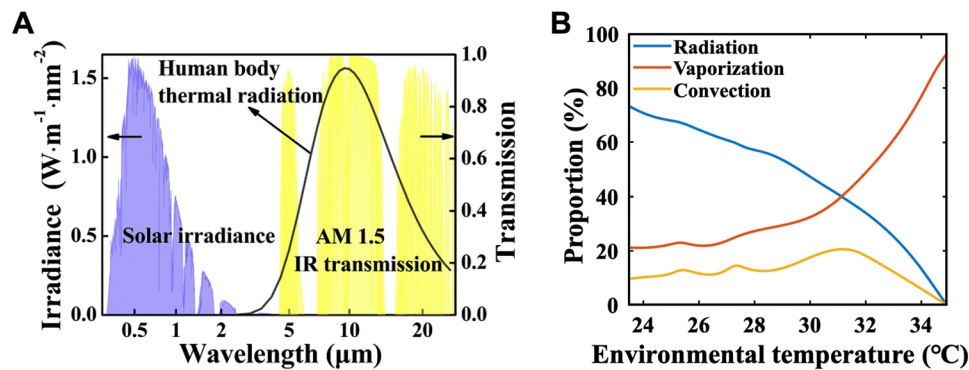 A
Irradiance (W·m⁻¹·nm⁻²)
1.5
1.0
0.5
0.0
Human body
thermal radiation
Solar irradiance
AM 1.5
IR transmission
1.0
0.8
0.6
0.4
0.2
0.0
Transmission
0.5 1 2 5 10 20
Wavelength (μm)
B
Proportion (%)
100
80
60
40
20
0
Radiation
Vaporization
Convection
24 26 28 30 32 34
Environmental temperature (°C)